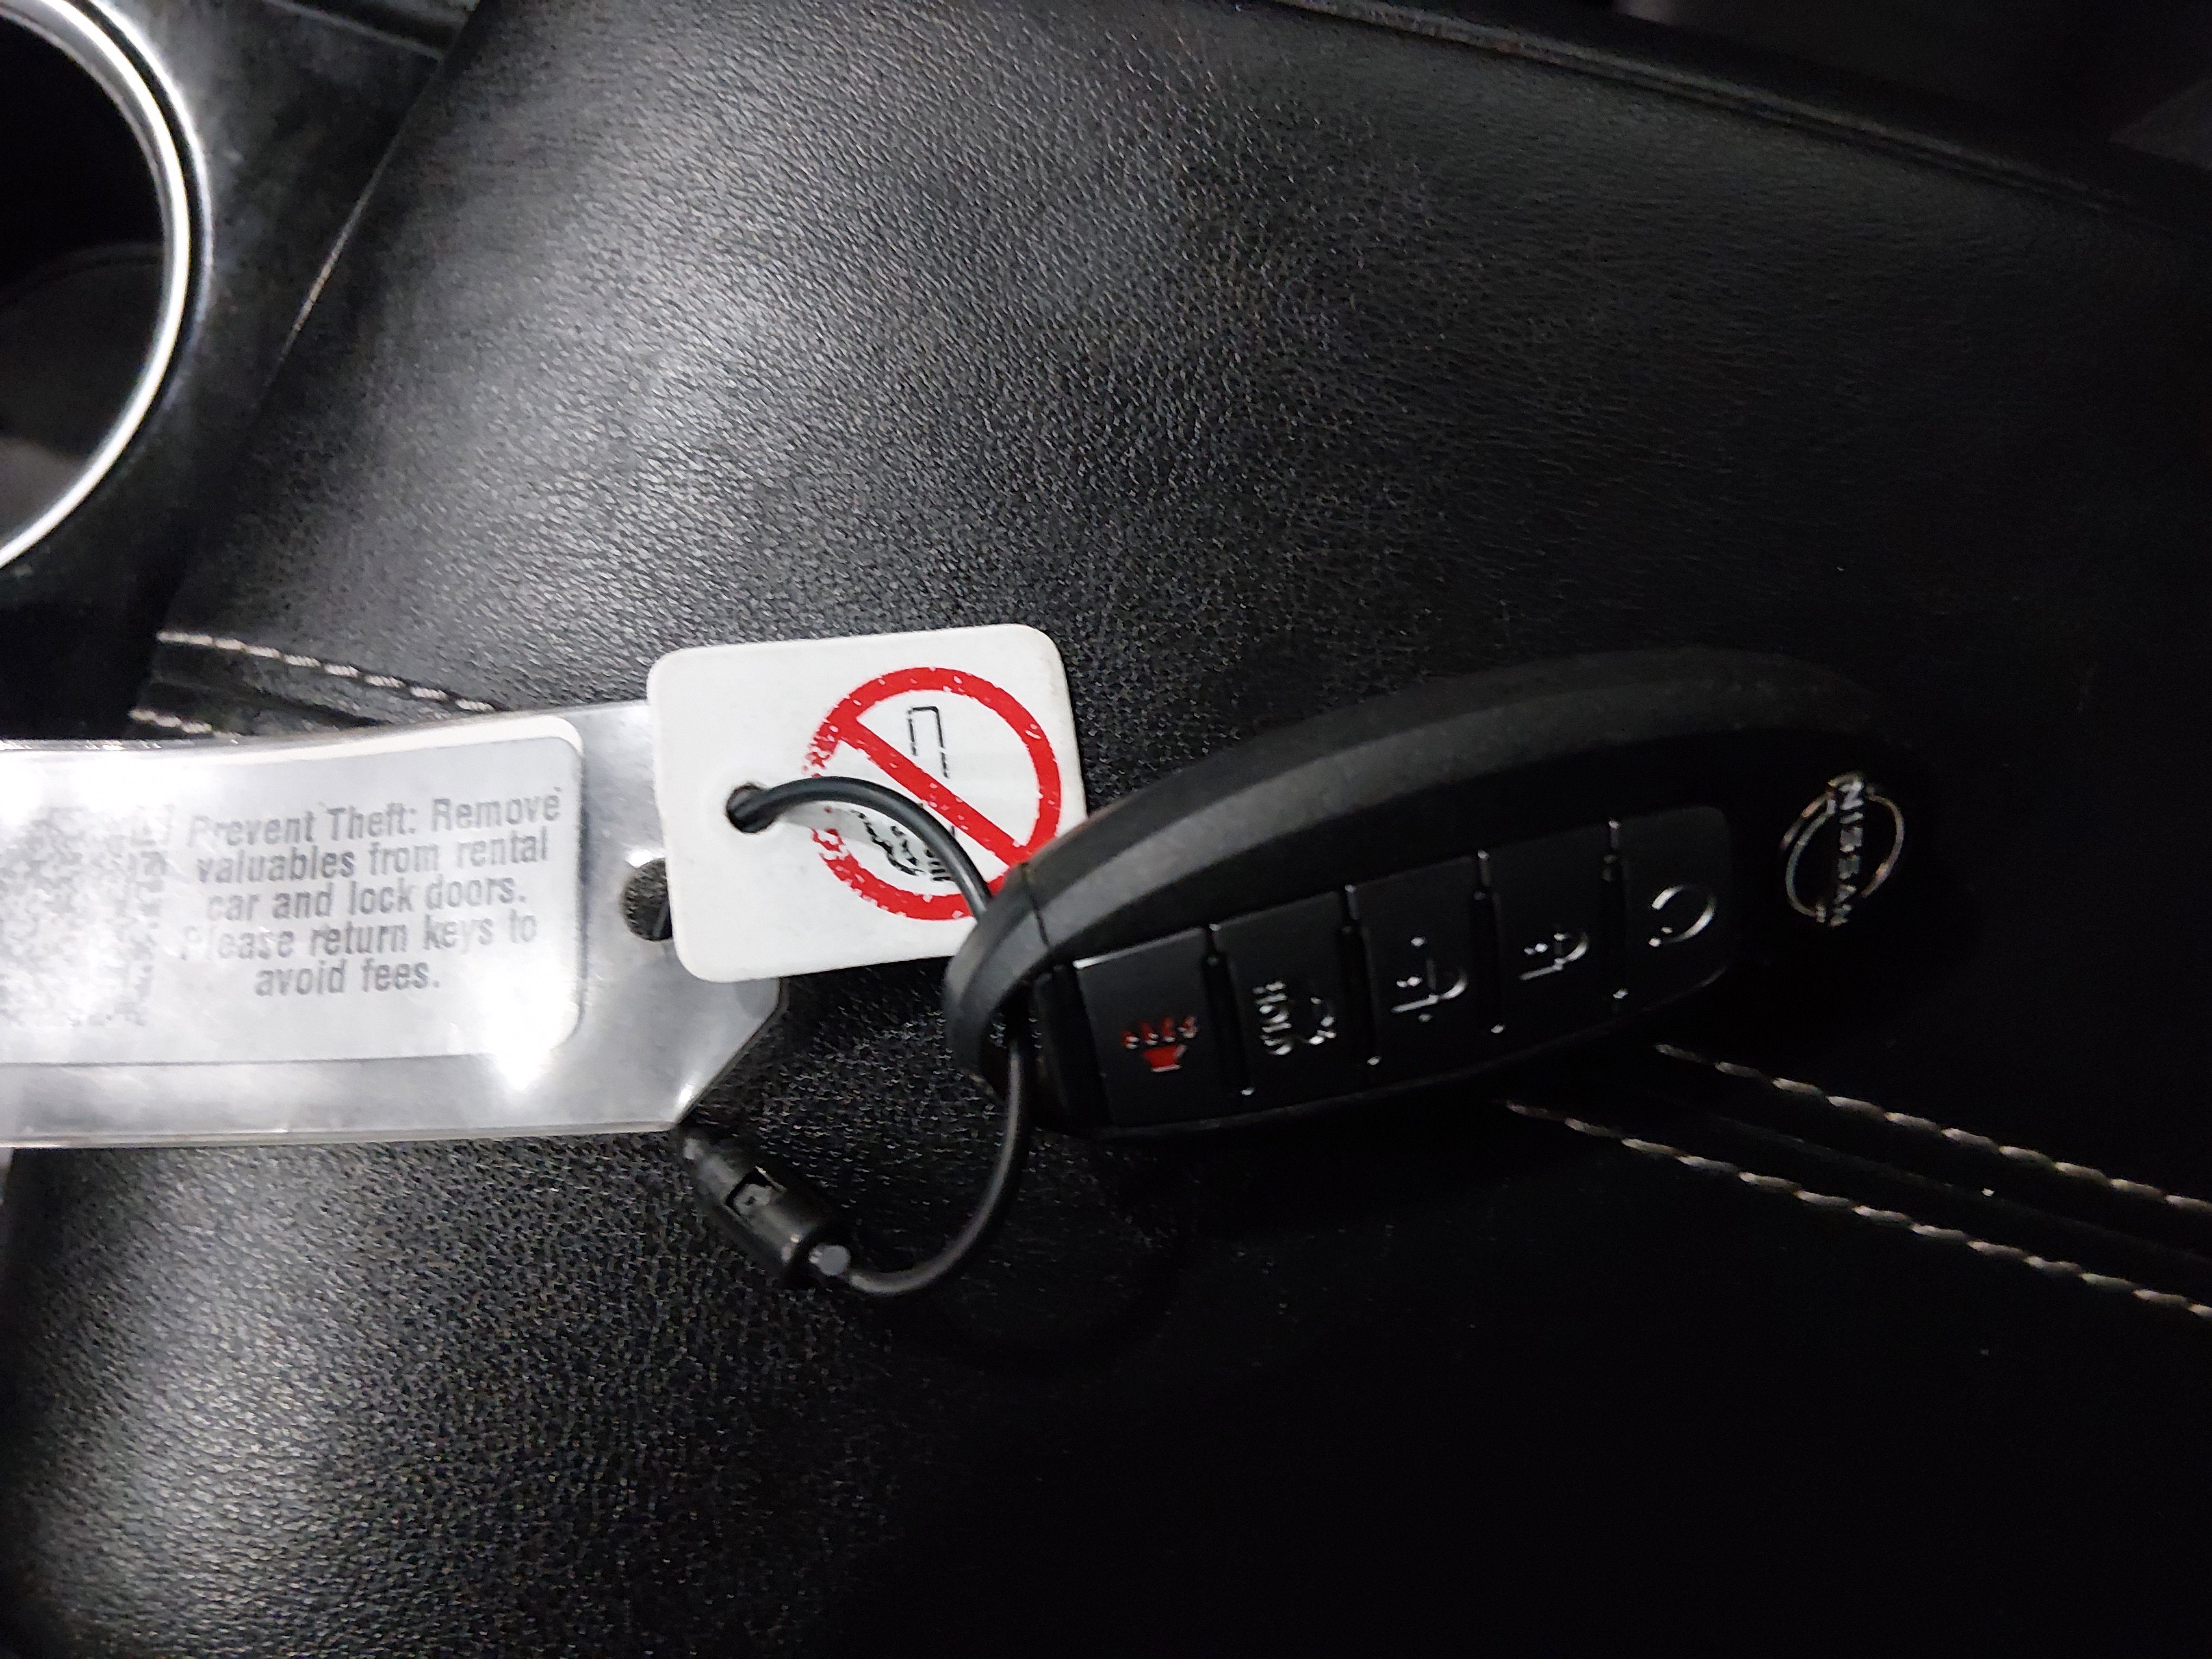 Prevent Theft: Remove
valuables from rental
car and lock doors.
Please return keys to
avoid fees.
NISSAN